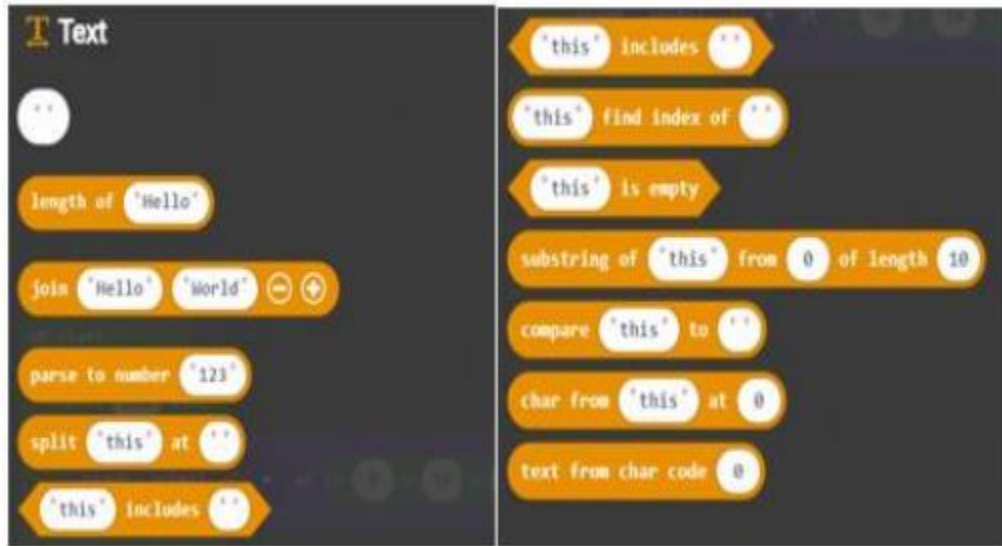 Text
" "
length of "Hello"
join "Hello" "World"
parse to number "123"
split "this" at " "
"this" includes " "
"this" includes " "
"this" find index of " "
"this" is empty
substring of "this" from 0 of length 10
compare "this" to " "
char from "this" at 0
text from char code 0